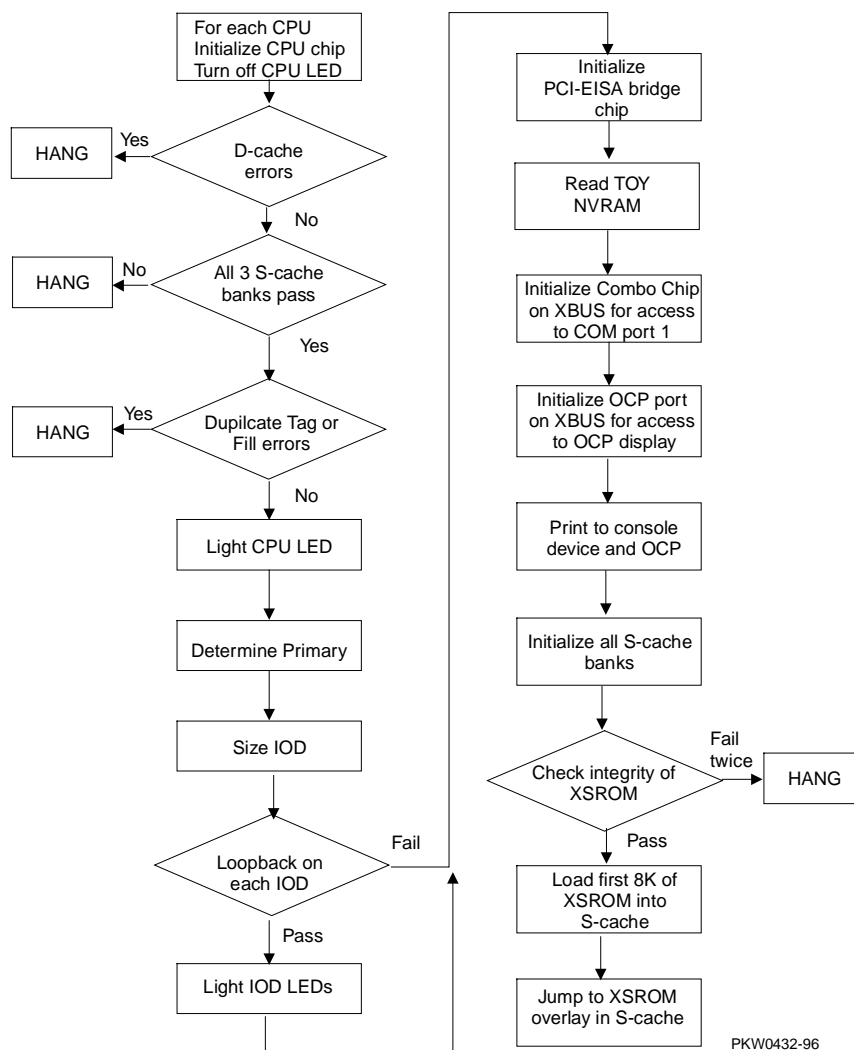 For each CPU
Initialize CPU chip
Turn off CPU LED
D-cache
errors
Yes
HANG
No
All 3 S-cache
banks pass
No
HANG
Yes
Dupilcate Tag or
Fill errors
Yes
HANG
No
Light CPU LED
Determine Primary
Size IOD
Loopback on
each IOD
Fail
Pass
Light IOD LEDs
Initialize
PCI-EISA bridge
chip
Read TOY
NVRAM
Initialize Combo Chip
on XBUS for access
to COM port 1
Initialize OCP port
on XBUS for access
to OCP display
Print to console
device and OCP
Initialize all S-cache
banks
Check integrity of
XSROM
Fail
twice
HANG
Pass
Load first 8K of
XSROM into
S-cache
Jump to XSROM
overlay in S-cache
PKW0432-96